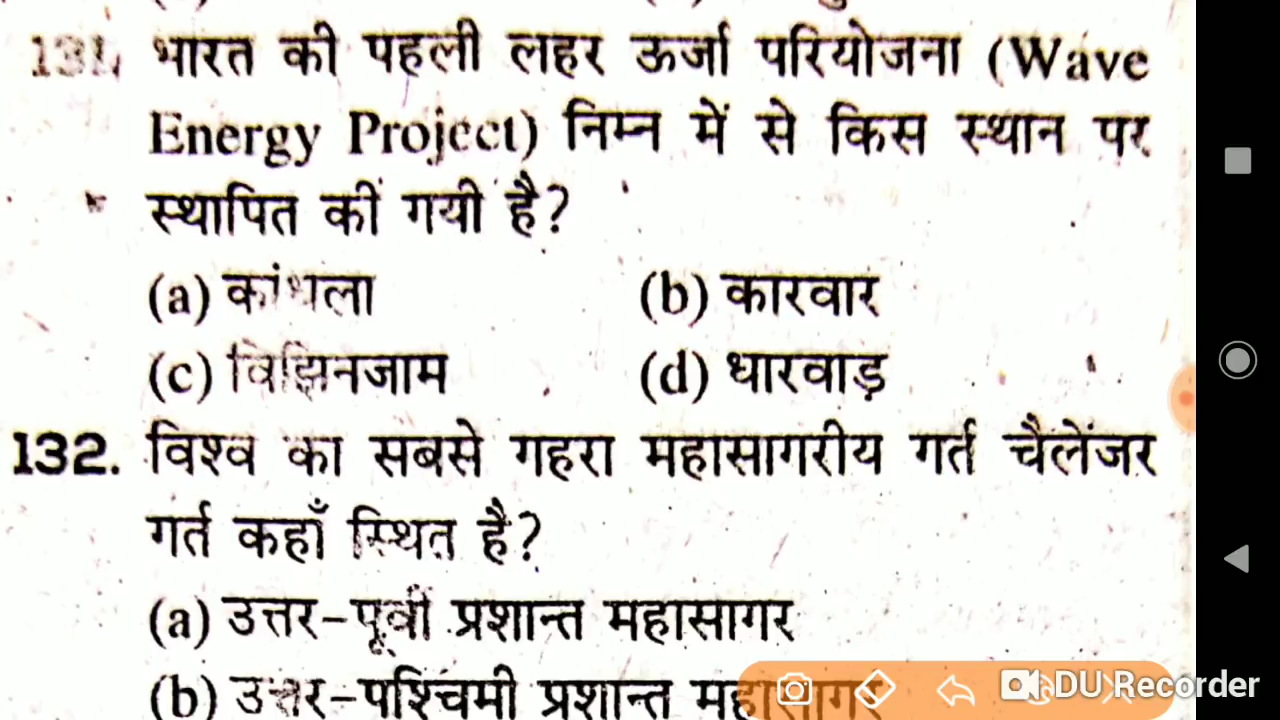 131. भारत की पहली लहर ऊर्जा परियोजना (Wave
Energy Project) निम्न में से किस स्थान पर
स्थापित की गयी है?
(a) कांधला (b) कारवार
(c) विझिनजाम (d) धारवाड़
132. विश्व का सबसे गहरा महासागरीय गर्त चैलेंजर
गर्त कहाँ स्थित है?
(a) उत्तर-पूर्वी प्रशान्त महासागर
(b) उत्तर-पश्चिमी प्रशान्त महासागर
DU Recorder